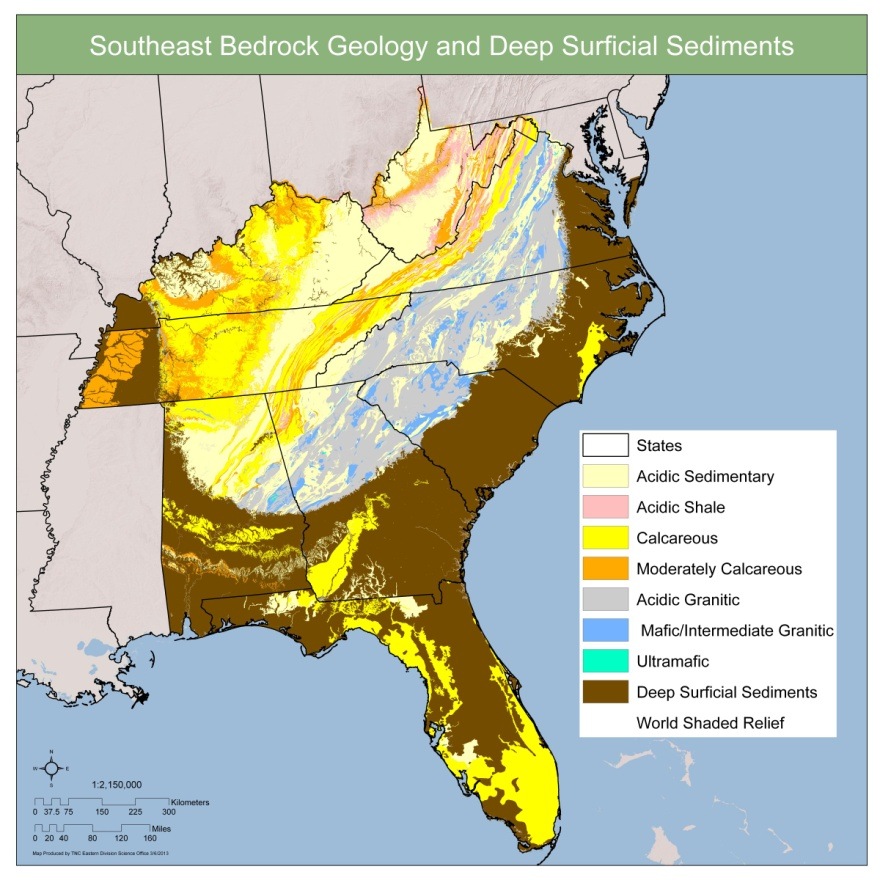 Southeast Bedrock Geology and Deep Surficial Sediments
States
Acidic Sedimentary
Acidic Shale
Calcareous
Moderately Calcareous
Acidic Granitic
Mafic/Intermediate Granitic
Ultramafic
Deep Surficial Sediments
World Shaded Relief
N
W E
S
1:2,150,000
Kilometers
0 37.5 75 150 225 300
Miles
0 20 40 80 120 160
Map Produced by TNC Eastern Division Science Office 3/6/2013